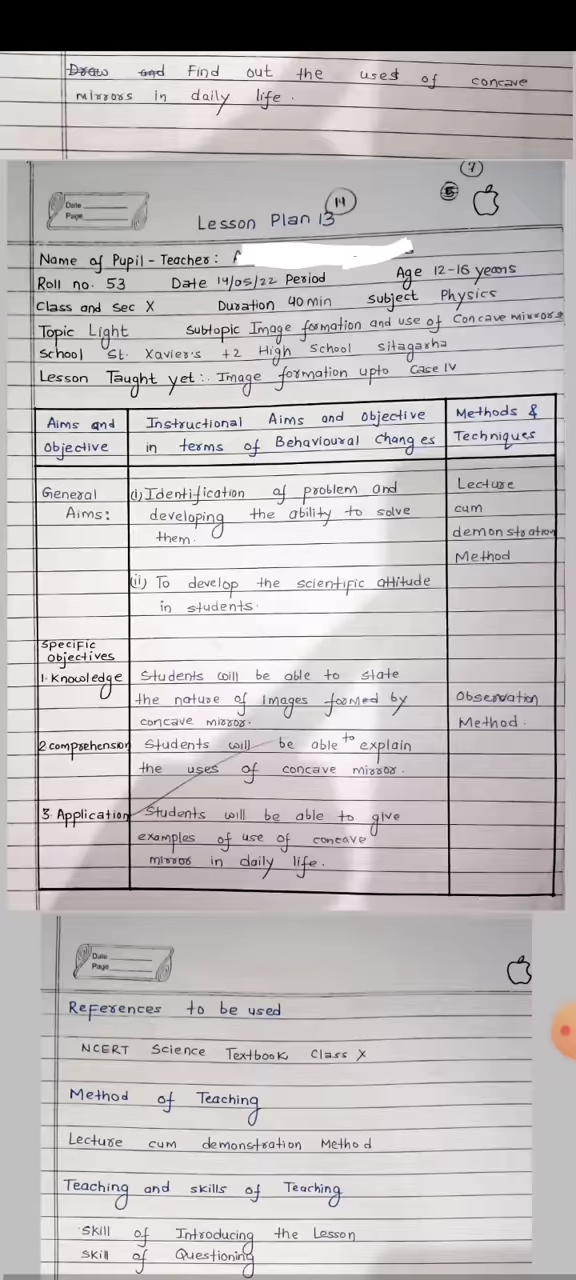 Draw and Find out the uses of concave
mirrors in daily life.
7
5
Date
Page
14
Lesson Plan 13
Name of Pupil - Teacher:
Roll no. 53 Date 14/05/22 Period Age 12-16 years
Class and sec X Duration 40 min Subject Physics
Topic Light Subtopic Image formation and use of Concave mirrors
School St. Xavier's +2 High School Sitagarha
Lesson Taught yet:. Image formation upto Case IV
Aims and Objective
Instructional Aims and Objective in terms of Behavioural Changes
Methods & Techniques
General Aims:
(i) Identification of problem and
developing the ability to solve
them.
(ii) To develop the scientific attitude
in students.
Lecture
cum
demonstration
Method
Specific
Objectives
1. Knowledge
Students will be able to state
the nature of images formed by
concave mirror.
Observation
Method.
2 comprehension
Students will be able to explain
the uses of concave mirror.
3. Application
Students will be able to give
examples of use of concave
mirror in daily life.
Date
Page
References to be used
NCERT Science Textbook Class X
Method of Teaching
Lecture cum demonstration Method
Teaching and skills of Teaching
Skill of Introducing the Lesson
Skill of Questioning